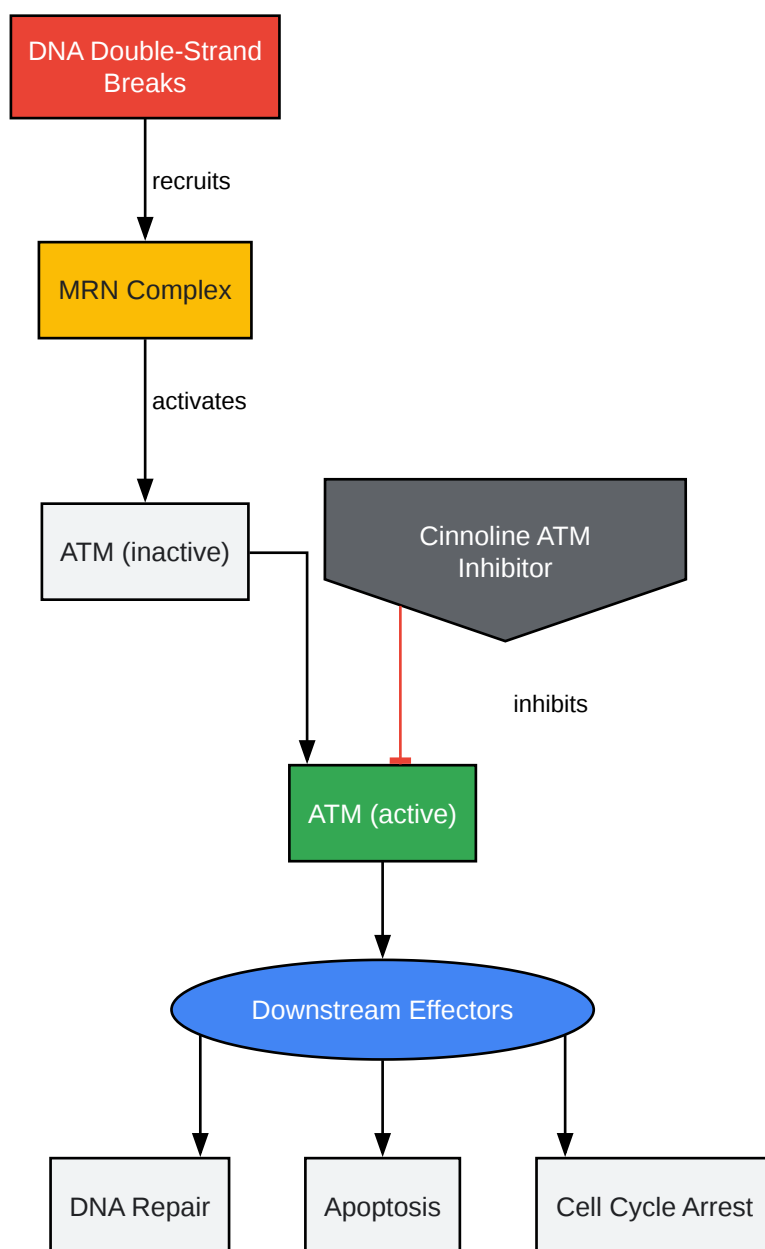 DNA Double-Strand
Breaks
recruits
MRN Complex
activates
ATM (inactive)
Cinnoline ATM
Inhibitor
inhibits
ATM (active)
Downstream Effectors
DNA Repair
Apoptosis
Cell Cycle Arrest